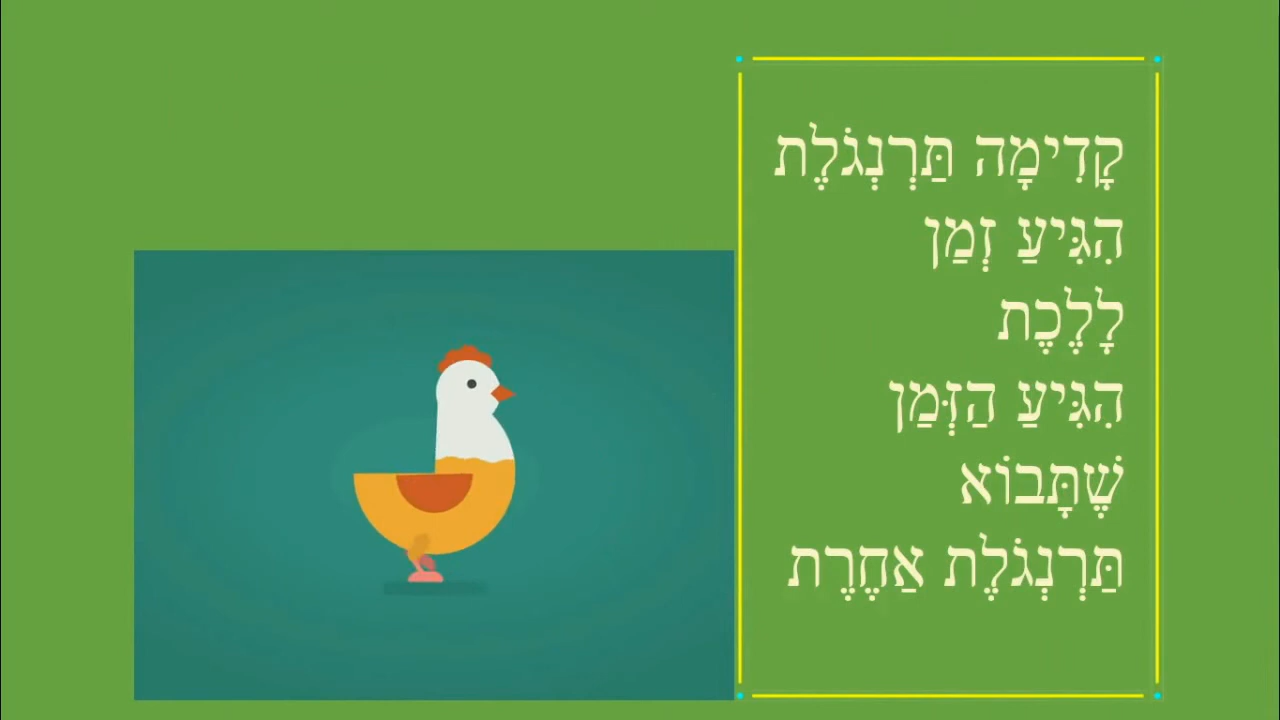 קָדִימָה תַּרְנְגֹלֶת
הִגִּיעַ זְמַן
לָלֶכֶת
הִגִּיעַ הַזְּמַן
שֶׁתָּבוֹא
תַּרְנְגֹלֶת אַחֶרֶת